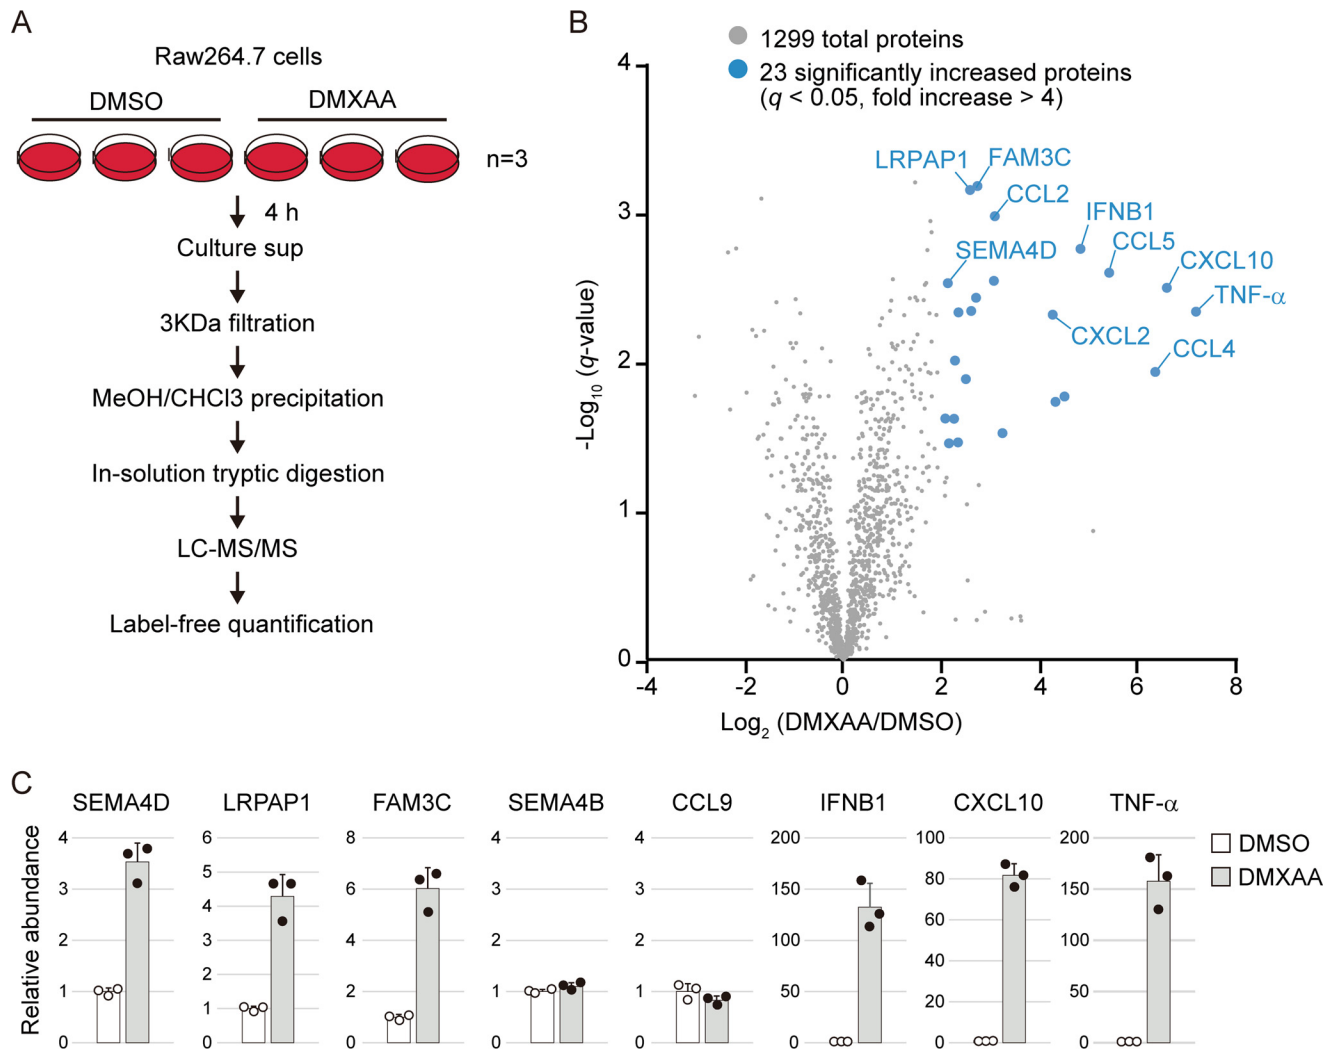 A
Raw264.7 cells
DMSO
DMXAA
n=3
4 h
Culture sup
3KDa filtration
MeOH/CHCl3 precipitation
In-solution tryptic digestion
LC-MS/MS
Label-free quantification
B
1299 total proteins
23 significantly increased proteins
(q < 0.05, fold increase > 4)
-Log10 (q-value)
4
3
2
1
0
LRPAP1
FAM3C
CCL2
IFNB1
SEMA4D
CCL5
CXCL10
TNF-α
CXCL2
CCL4
-4
-2
0
2
4
6
8
Log2 (DMXAA/DMSO)
C
Relative abundance
SEMA4D
4
3
2
1
0
LRPAP1
6
5
4
3
2
1
0
FAM3C
8
6
4
2
0
SEMA4B
4
3
2
1
0
CCL9
4
3
2
1
0
IFNB1
200
150
100
50
0
CXCL10
100
80
60
40
20
0
TNF-α
200
150
100
50
0
DMSO
DMXAA